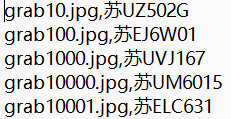 grab10.jpg,苏UZ502G
grab100.jpg,苏EJ6W01
grab1000.jpg,苏UVJ167
grab10000.jpg,苏UM6015
grab10001.jpg,苏ELC631